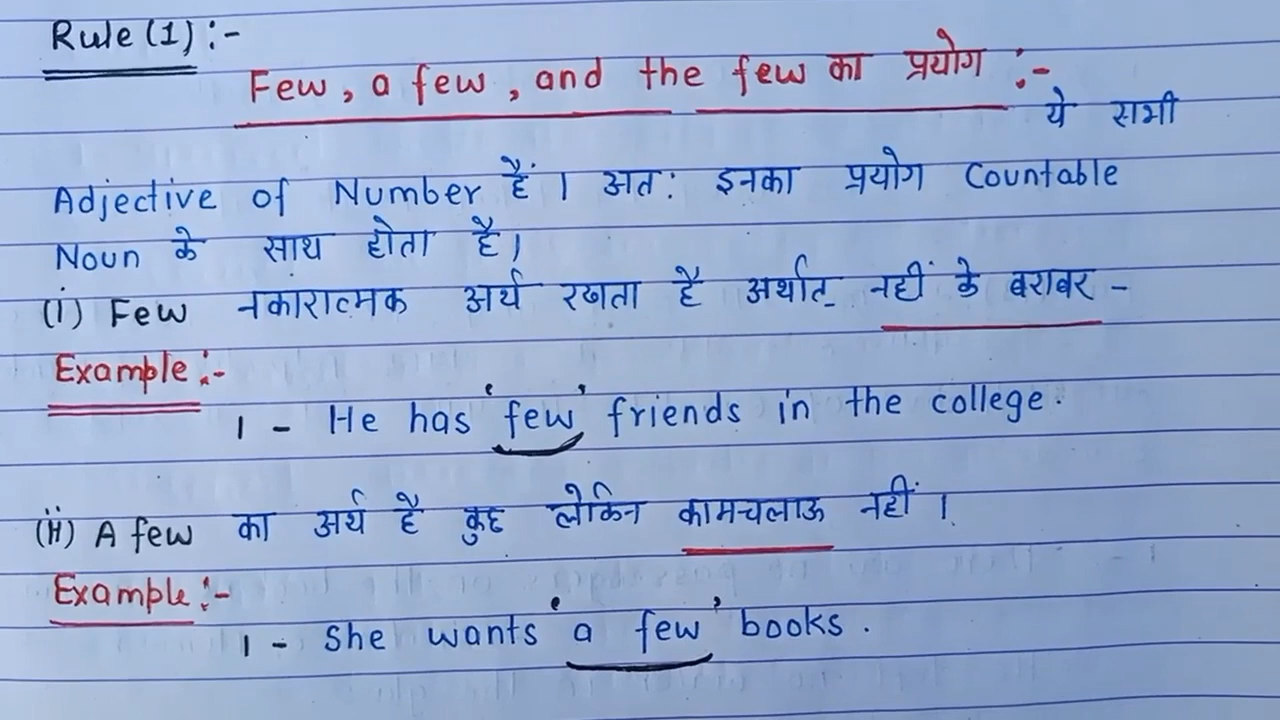 Rule (1) :-
Few, a few, and the few का प्रयोग :-
ये सभी
Adjective of Number हैं । अत: इनका प्रयोग Countable
Noun के साथ होता है।
(i) Few नकारात्मक अर्थ रखता है अर्थात् नहीं के बराबर -
Example :-
1 - He has 'few' friends in the college.
(ii) A few का अर्थ है कुछ लेकिन कामचलाऊ नहीं ।
Example :-
1 - She wants 'a few' books .